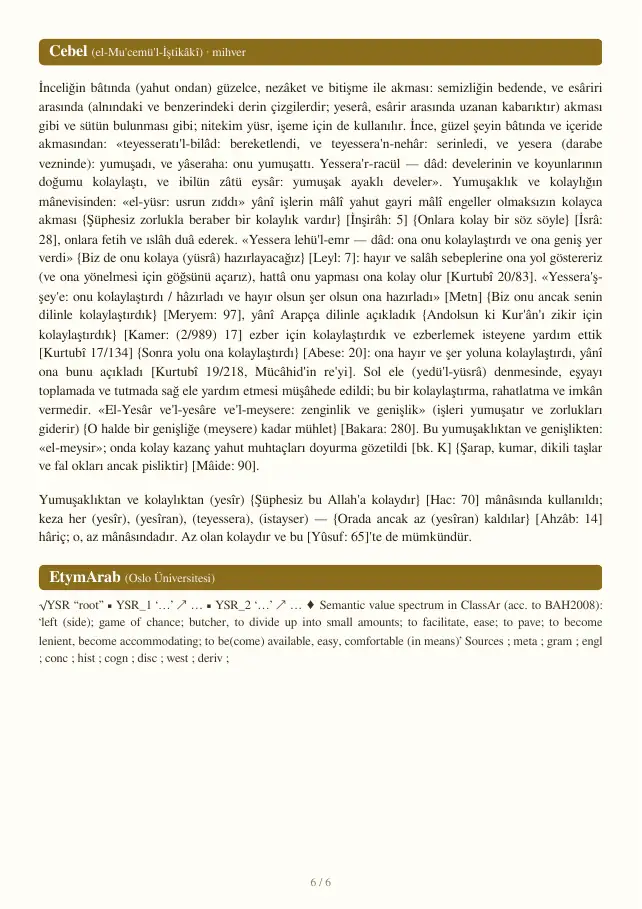 Cebel (el-Mu'cemü'l-İştikâkî) · mihver
İnceliğin bâtında (yahut ondan) güzelce, nezâket ve bitişme ile akması: semizliğin bedende, ve esâriri
arasında (alnındaki ve benzerindeki derin çizgilerdir; yeserâ, esârir arasında uzanan kabarıktır) akması
gibi ve sütün bulunması gibi; nitekim yüsr, işeme için de kullanılır. İnce, güzel şeyin bâtında ve içeride
akmasından: «teyesseratı'l-bilâd: bereketlendi, ve teyessera'n-nehâr: serinledi, ve yesera (darabe
vezninde): yumuşadı, ve yâseraha: onu yumuşattı. Yessera'r-racül — dâd: develerinin ve koyunlarının
doğumu kolaylaştı, ve ibilün zâtü eysâr: yumuşak ayaklı develer». Yumuşaklık ve kolaylığın
mânevisinden: «el-yüsr: usrun zıddı» yânî işlerin mâlî yahut gayri mâlî engeller olmaksızın kolayca
akması {Şüphesiz zorlukla beraber bir kolaylık vardır} [İnşirâh: 5] {Onlara kolay bir söz söyle} [İsrâ:
28], onlara fetih ve ıslâh duâ ederek. «Yessera lehü'l-emr — dâd: ona onu kolaylaştırdı ve ona geniş yer
verdi» {Biz de onu kolaya (yüsrâ) hazırlayacağız} [Leyl: 7]: hayır ve salâh sebeplerine ona yol göstereriz
(ve ona yönelmesi için göğsünü açarız), hattâ onu yapması ona kolay olur [Kurtubî 20/83]. «Yessera'ş-
şey'e: onu kolaylaştırdı / hâzırladı ve hayır olsun şer olsun ona hazırladı» [Metn] {Biz onu ancak senin
dilinle kolaylaştırdık} [Meryem: 97], yânî Arapça dilinle açıkladık {Andolsun ki Kur'ân'ı zikir için
kolaylaştırdık} [Kamer: (2/989) 17] ezber için kolaylaştırdık ve ezberlemek isteyene yardım ettik
[Kurtubî 17/134] {Sonra yolu ona kolaylaştırdı} [Abese: 20]: ona hayır ve şer yoluna kolaylaştırdı, yânî
ona bunu açıkladı [Kurtubî 19/218, Mücâhid'in re'yi]. Sol ele (yedü'l-yüsrâ) denmesinde, eşyayı
toplamada ve tutmada sağ ele yardım etmesi müşâhede edildi; bu bir kolaylaştırma, rahatlatma ve imkân
vermedir. «El-Yesâr ve'l-yesâre ve'l-meysere: zenginlik ve genişlik» (işleri yumuşatır ve zorlukları
giderir) {O halde bir genişliğe (meysere) kadar mühlet} [Bakara: 280]. Bu yumuşaklıktan ve genişlikten:
«el-meysir»; onda kolay kazanç yahut muhtaçları doyurma gözetildi [bk. K] {Şarap, kumar, dikili taşlar
ve fal okları ancak pisliktir} [Mâide: 90].
Yumuşaklıktan ve kolaylıktan (yesîr) {Şüphesiz bu Allah'a kolaydır} [Hac: 70] mânâsında kullanıldı;
keza her (yesîr), (yesîran), (teyessera), (istayser) — {Orada ancak az (yesîran) kaldılar} [Ahzâb: 14]
hâriç; o, az mânâsındadır. Az olan kolaydır ve bu [Yûsuf: 65]'te de mümkündür.
EtymArab (Oslo Üniversitesi)
√YSR “root” ▪ YSR_1 ‘…’ ↗ … ▪ YSR_2 ‘…’ ↗ … ♦ Semantic value spectrum in ClassAr (acc. to BAH2008):
‘left (side); game of chance; butcher, to divide up into small amounts; to facilitate, ease; to pave; to become
lenient, become accommodating; to be(come) available, easy, comfortable (in means)’ Sources ; meta ; gram ; engl
; conc ; hist ; cogn ; disc ; west ; deriv ;
6 / 6